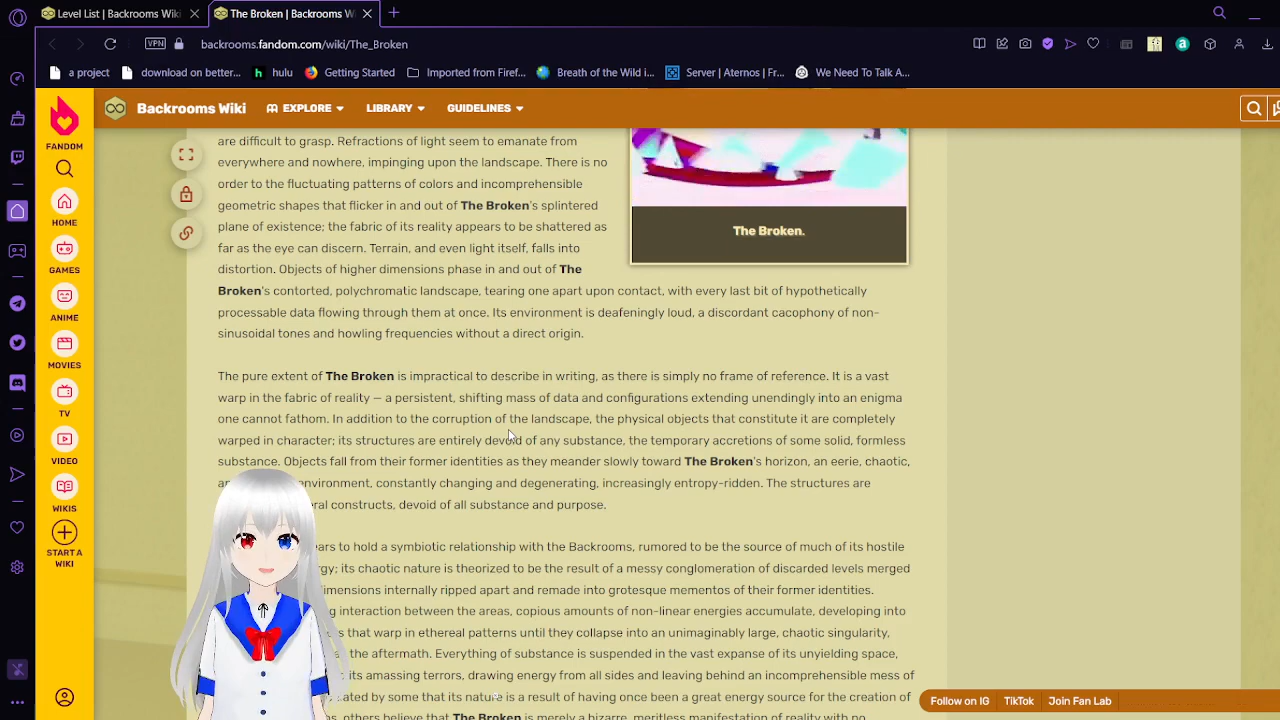 Level List | Backrooms Wiki
The Broken | Backrooms Wi
VPN
backrooms.fandom.com/wiki/The_Broken
a project
download on better...
hulu
Getting Started
Imported from Firef...
Breath of the Wild i...
Server | Aternos | Fr...
We Need To Talk A...
Backrooms Wiki
EXPLORE
LIBRARY
GUIDELINES
FANDOM
HOME
GAMES
ANIME
MOVIES
TV
VIDEO
WIKIS
START A
WIKI
are difficult to grasp. Refractions of light seem to emanate from
everywhere and nowhere, impinging upon the landscape. There is no
order to the fluctuating patterns of colors and incomprehensible
geometric shapes that flicker in and out of The Broken's splintered
plane of existence; the fabric of its reality appears to be shattered as
far as the eye can discern. Terrain, and even light itself, falls into
distortion. Objects of higher dimensions phase in and out of The
Broken's contorted, polychromatic landscape, tearing one apart upon contact, with every last bit of hypothetically
processable data flowing through them at once. Its environment is deafeningly loud, a discordant cacophony of non-
sinusoidal tones and howling frequencies without a direct origin.
The Broken.
The pure extent of The Broken is impractical to describe in writing, as there is simply no frame of reference. It is a vast
warp in the fabric of reality — a persistent, shifting mass of data and configurations extending unendingly into an enigma
one cannot fathom. In addition to the corruption of the landscape, the physical objects that constitute it are completely
warped in character; its structures are entirely devoid of any substance, the temporary accretions of some solid, formless
substance. Objects fall from their former identities as they meander slowly toward The Broken's horizon, an eerie, chaotic,
environment, constantly changing and degenerating, increasingly entropy-ridden. The structures are
constructs, devoid of all substance and purpose.
to hold a symbiotic relationship with the Backrooms, rumored to be the source of much of its hostile
its chaotic nature is theorized to be the result of a messy conglomeration of discarded levels merged
internally ripped apart and remade into grotesque mementos of their former identities.
interaction between the areas, copious amounts of non-linear energies accumulate, developing into
that warp in ethereal patterns until they collapse into an unimaginably large, chaotic singularity,
the aftermath. Everything of substance is suspended in the vast expanse of its unyielding space,
its amassing terrors, drawing energy from all sides and leaving behind an incomprehensible mess of
by some that its nature is a result of having once been a great energy source for the creation of
others believe that The Broken is merely a bizarre, meritless manifestation of reality with no
Follow on IG
TikTok
Join Fan Lab